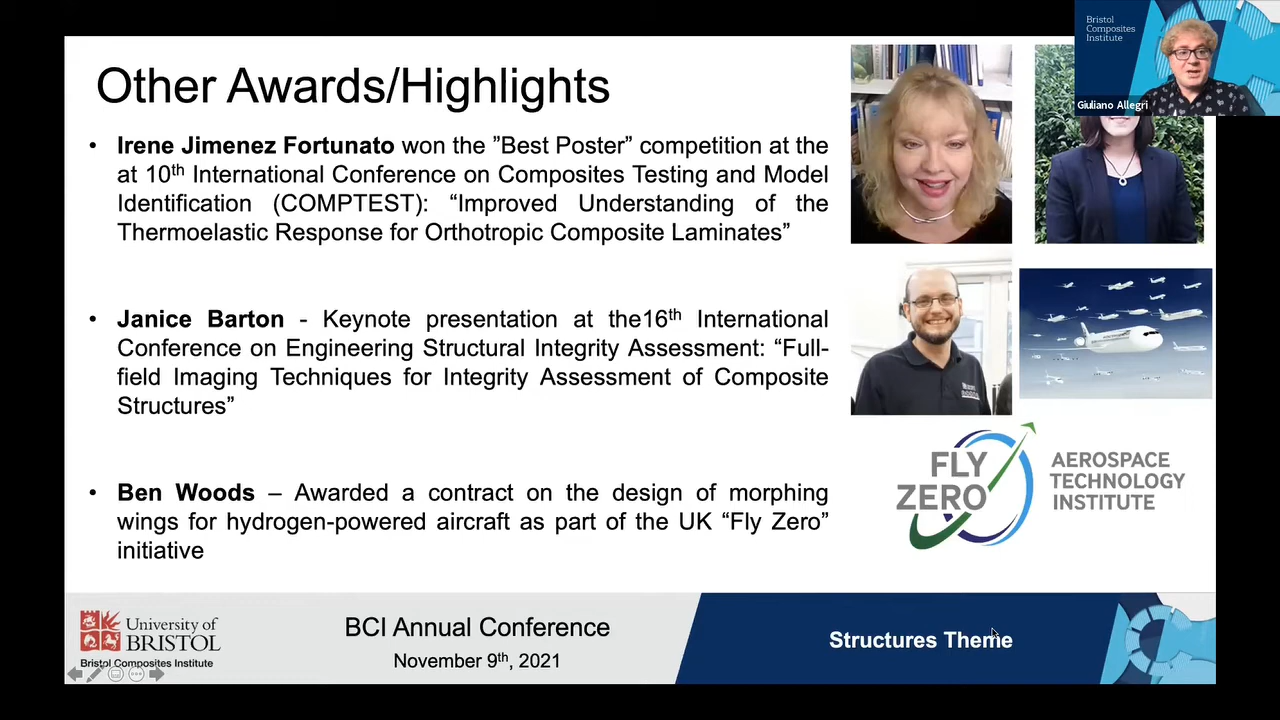 Bristol
Composites
Institute
Giuliano Allegri
Other Awards/Highlights
• Irene Jimenez Fortunato won the ”Best Poster” competition at the
at 10th International Conference on Composites Testing and Model
Identification (COMPTEST): “Improved Understanding of the
Thermoelastic Response for Orthotropic Composite Laminates”
• Janice Barton - Keynote presentation at the16th International
Conference on Engineering Structural Integrity Assessment: “Full-
field Imaging Techniques for Integrity Assessment of Composite
Structures”
• Ben Woods – Awarded a contract on the design of morphing
wings for hydrogen-powered aircraft as part of the UK “Fly Zero”
initiative
FLY
ZERO
AEROSPACE
TECHNOLOGY
INSTITUTE
University of
BRISTOL
Bristol Composites Institute
BCI Annual Conference
November 9th, 2021
Structures Theme